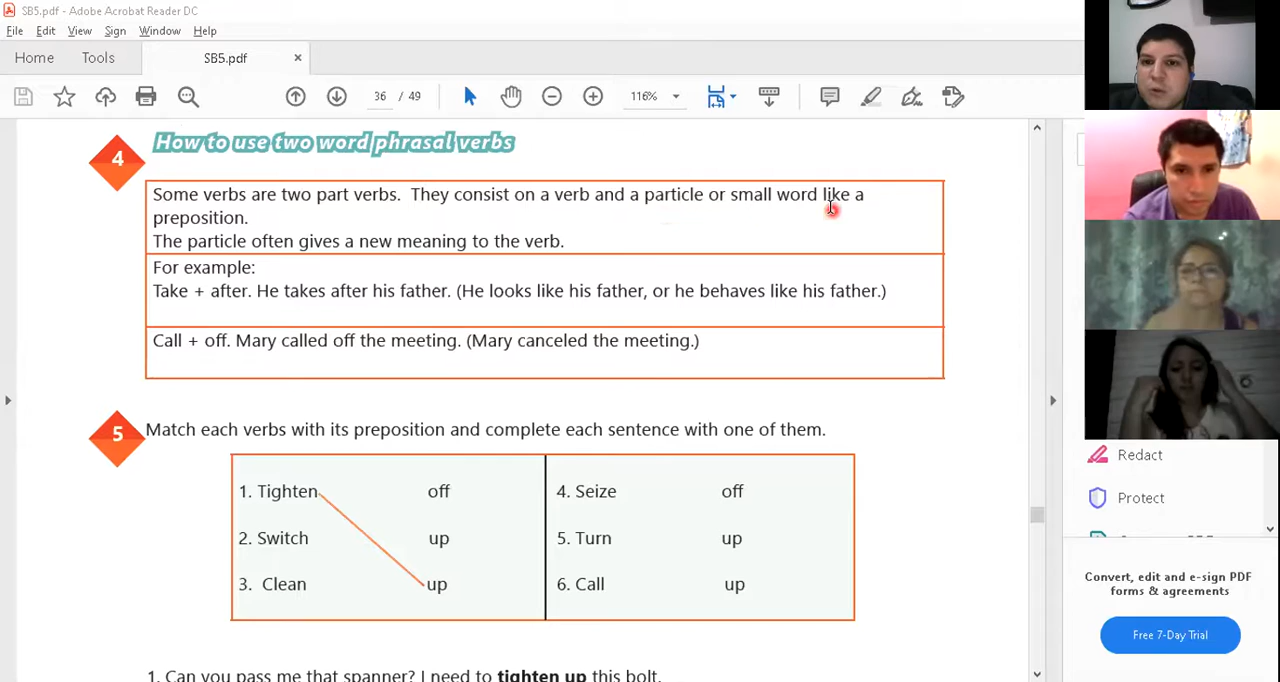 SB5.pdf - Adobe Acrobat Reader DC
File Edit View Sign Window Help
Home Tools SB5.pdf ×
36 / 49 116%
4 How to use two word phrasal verbs
Some verbs are two part verbs. They consist on a verb and a particle or small word like a
preposition.
The particle often gives a new meaning to the verb.
For example:
Take + after. He takes after his father. (He looks like his father, or he behaves like his father.)
Call + off. Mary called off the meeting. (Mary canceled the meeting.)
5 Match each verbs with its preposition and complete each sentence with one of them.
1. Tighten off 4. Seize off
2. Switch up 5. Turn up
3. Clean up 6. Call up
1. Can you pass me that spanner? I need to tighten up this bolt.
Redact
Protect
Convert, edit and e-sign PDF
forms & agreements
Free 7-Day Trial